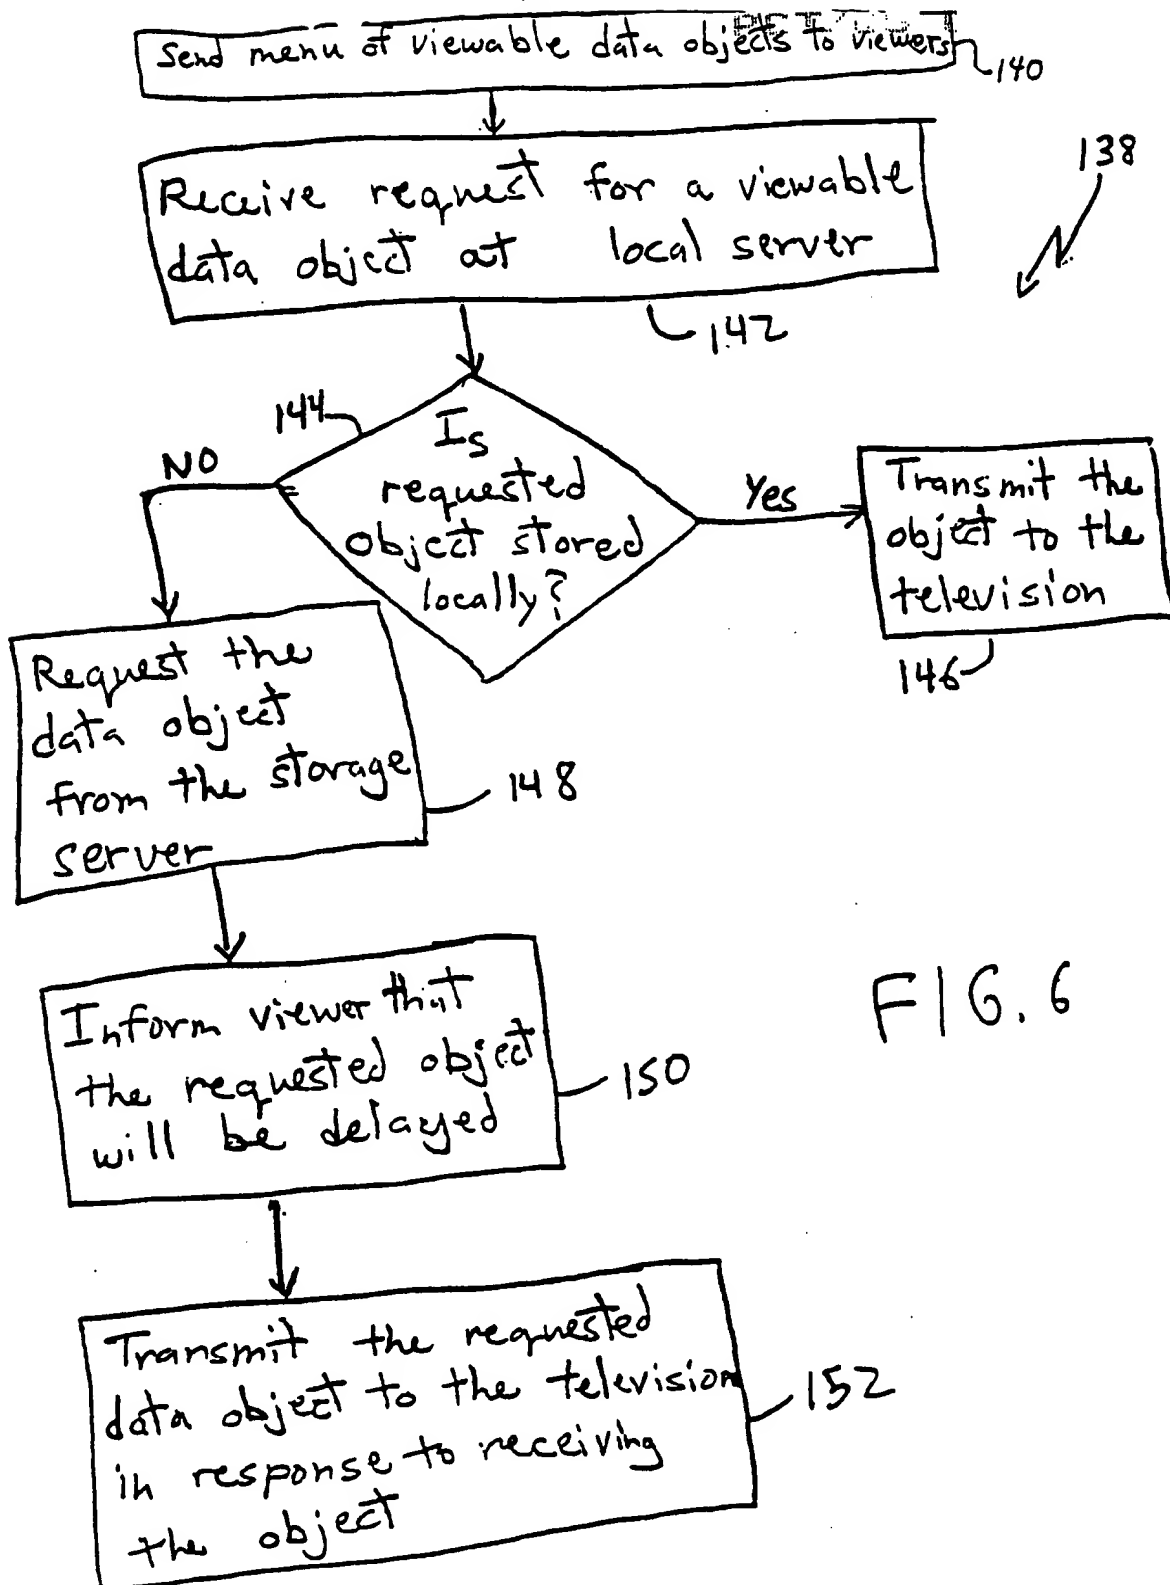 Send menu of viewable data objects to viewers
140
138
Receive request for a viewable
data object at local server
142
144
Is
requested
object stored
locally?
NO
Yes
Transmit the
object to the
television
146
Request the
data object
from the storage
server
148
Inform viewer that
the requested object
will be delayed
150
FIG. 6
Transmit the requested
data object to the television
in response to receiving
the object
152